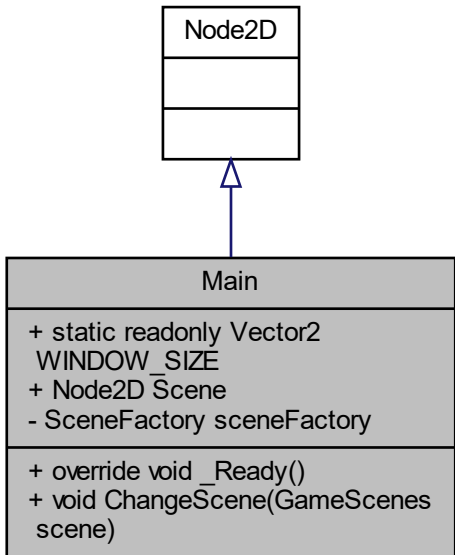 Node2D
Main
+ static readonly Vector2
WINDOW_SIZE
+ Node2D Scene
- SceneFactory sceneFactory
+ override void _Ready()
+ void ChangeScene(GameScenes
scene)